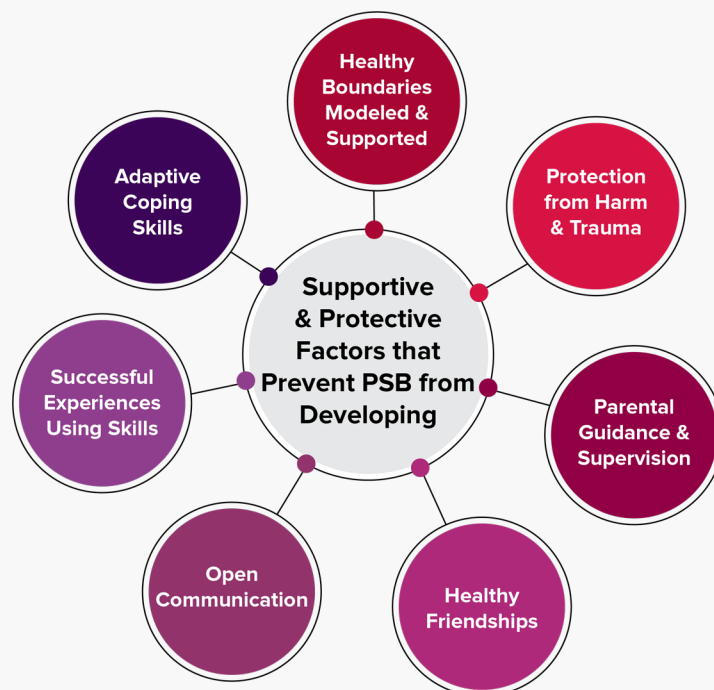 Healthy
Boundaries
Modeled &
Supported
Protection
from Harm
& Trauma
Parental
Guidance &
Supervision
Healthy
Friendships
Open
Communication
Successful
Experiences
Using Skills
Adaptive
Coping
Skills
Supportive
& Protective
Factors that
Prevent PSB from
Developing